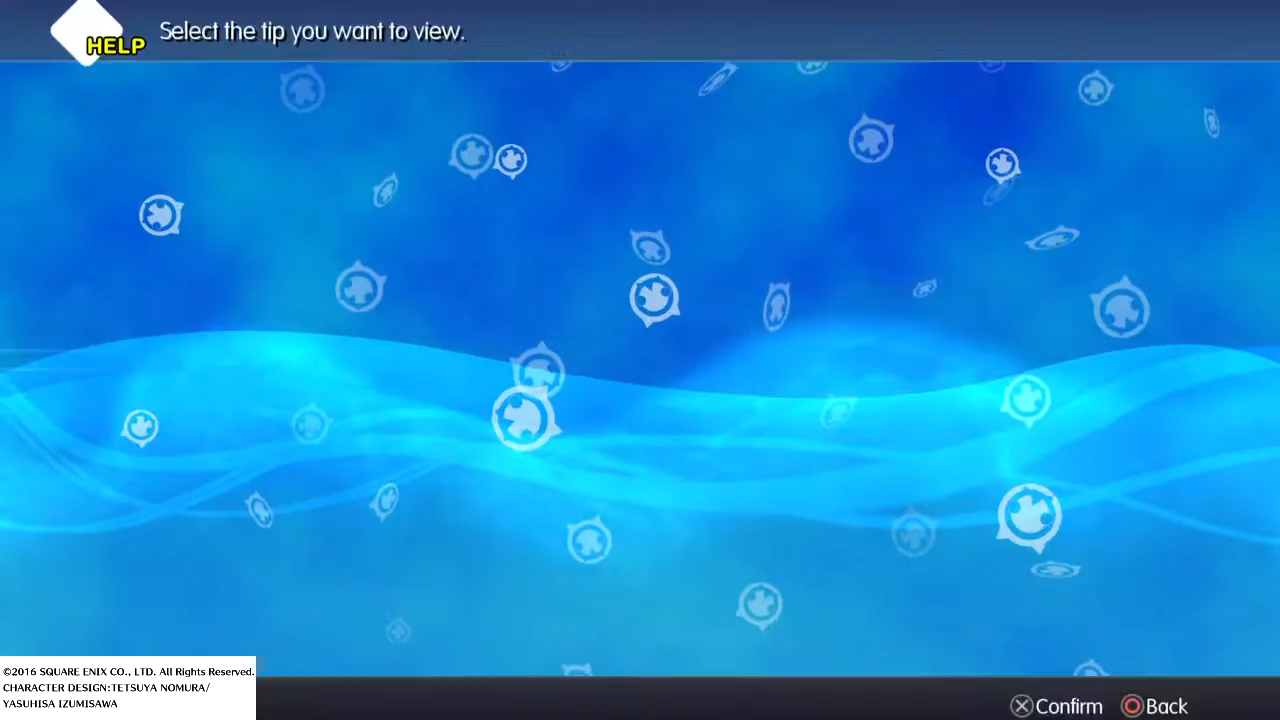 HELP
Select the tip you want to view.
©2016 SQUARE ENIX CO., LTD. All Rights Reserved.
CHARACTER DESIGN:TETSUYA NOMURA/
YASUHISA IZUMISAWA
Confirm Back